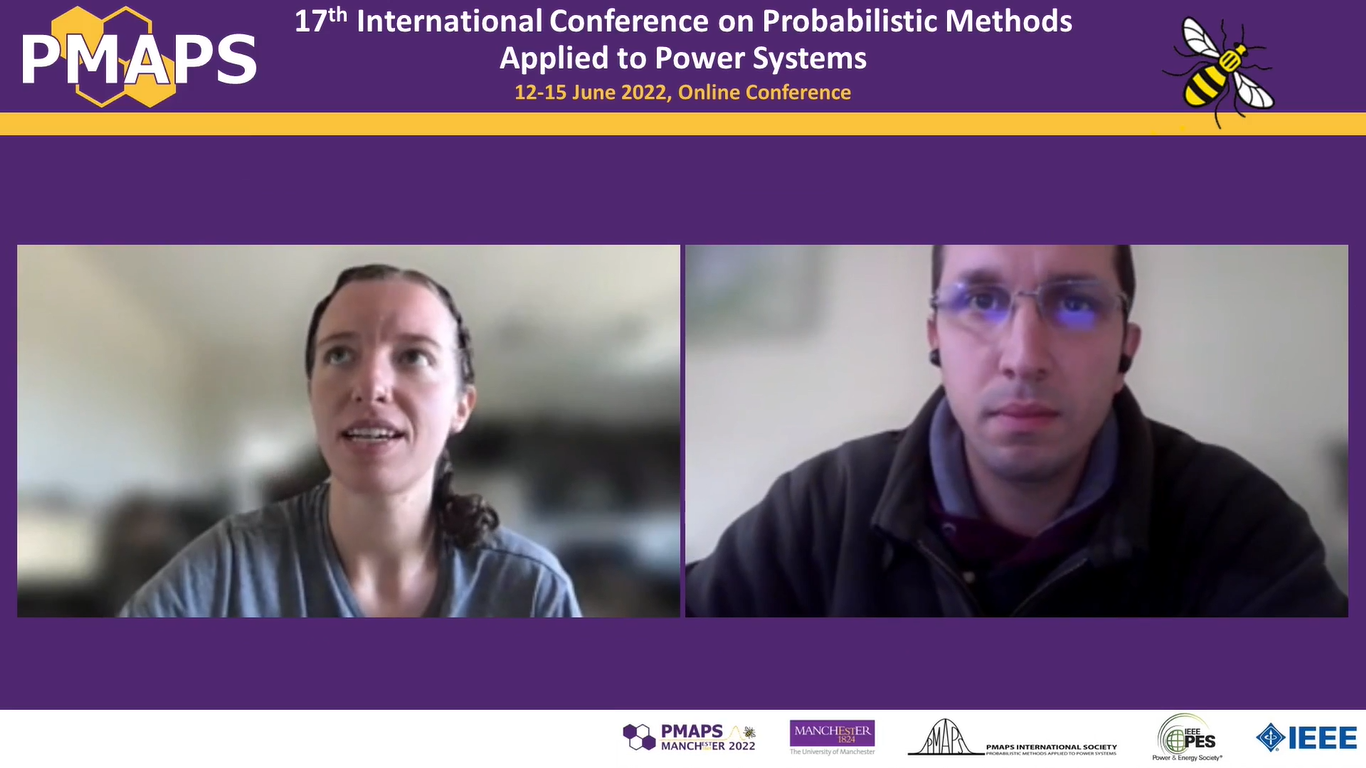 PMAPS
17th International Conference on Probabilistic Methods
Applied to Power Systems
12-15 June 2022, Online Conference
PMAPS
MANCHESTER 2022
MANCHESTER
1824
The University of Manchester
PMAPS
PMAPS INTERNATIONAL SOCIETY
PROBABILISTIC METHODS APPLIED TO POWER SYSTEMS
IEEE
PES
Power & Energy Society®
IEEE